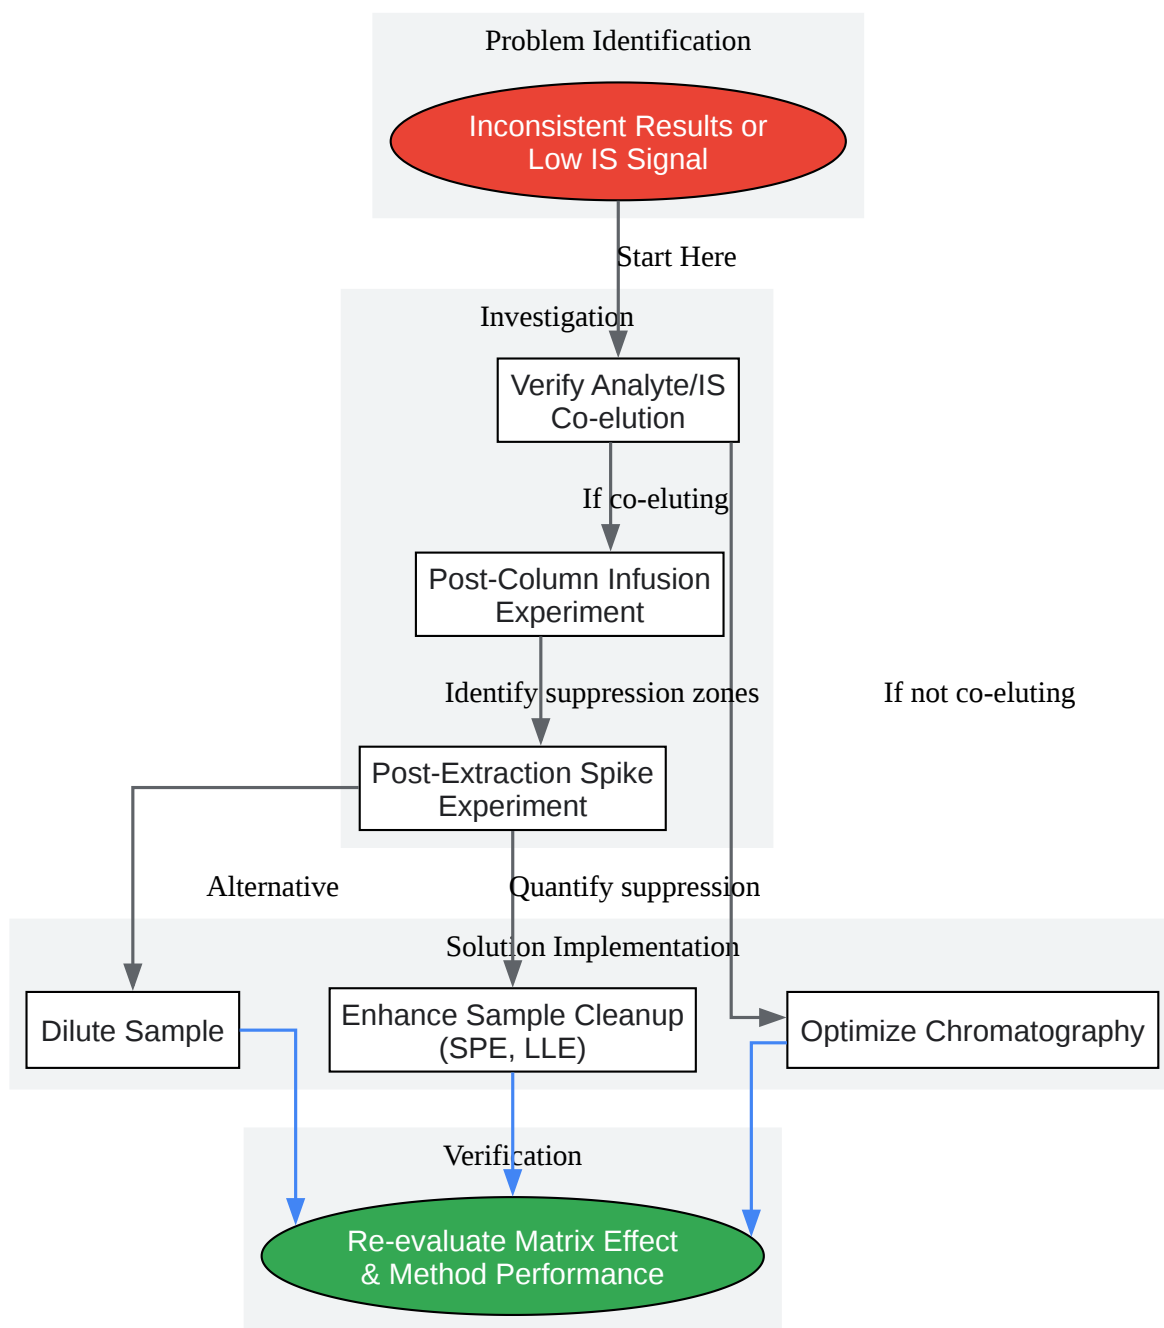 Problem Identification
Inconsistent Results or
Low IS Signal
Start Here
Investigation
Verify Analyte/IS
Co-elution
If co-eluting
Post-Column Infusion
Experiment
Identify suppression zones
If not co-eluting
Post-Extraction Spike
Experiment
Alternative
Quantify suppression
Solution Implementation
Dilute Sample
Enhance Sample Cleanup
(SPE, LLE)
Optimize Chromatography
Verification
Re-evaluate Matrix Effect
& Method Performance